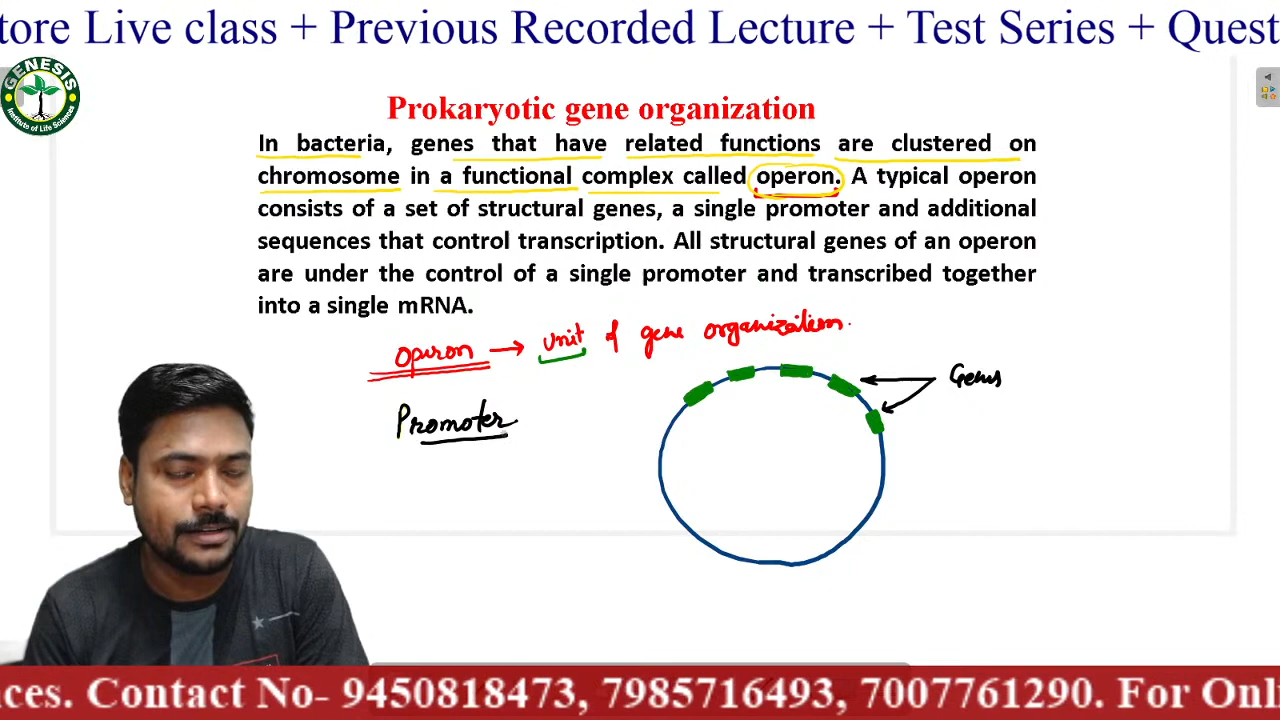 tore Live class + Previous Recorded Lecture + Test Series + Quest
GENESIS
Institute of Life Sciences
Prokaryotic gene organization
In bacteria, genes that have related functions are clustered on
chromosome in a functional complex called operon. A typical operon
consists of a set of structural genes, a single promoter and additional
sequences that control transcription. All structural genes of an operon
are under the control of a single promoter and transcribed together
into a single mRNA.
Operon → unit of gene organization.
Genes
Promoter
nces. Contact No- 9450818473, 7985716493, 7007761290. For Onl